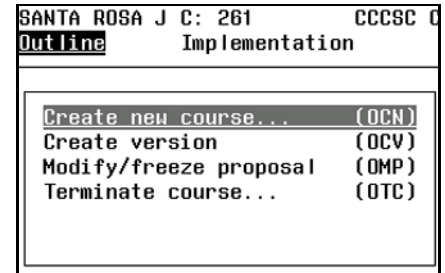 SANTA ROSA J C: 261 CCCSC
Outline Implementation
Create new course... (OCN)
Create version (OCV)
Modify/freeze proposal (OMP)
Terminate course... (OTC)